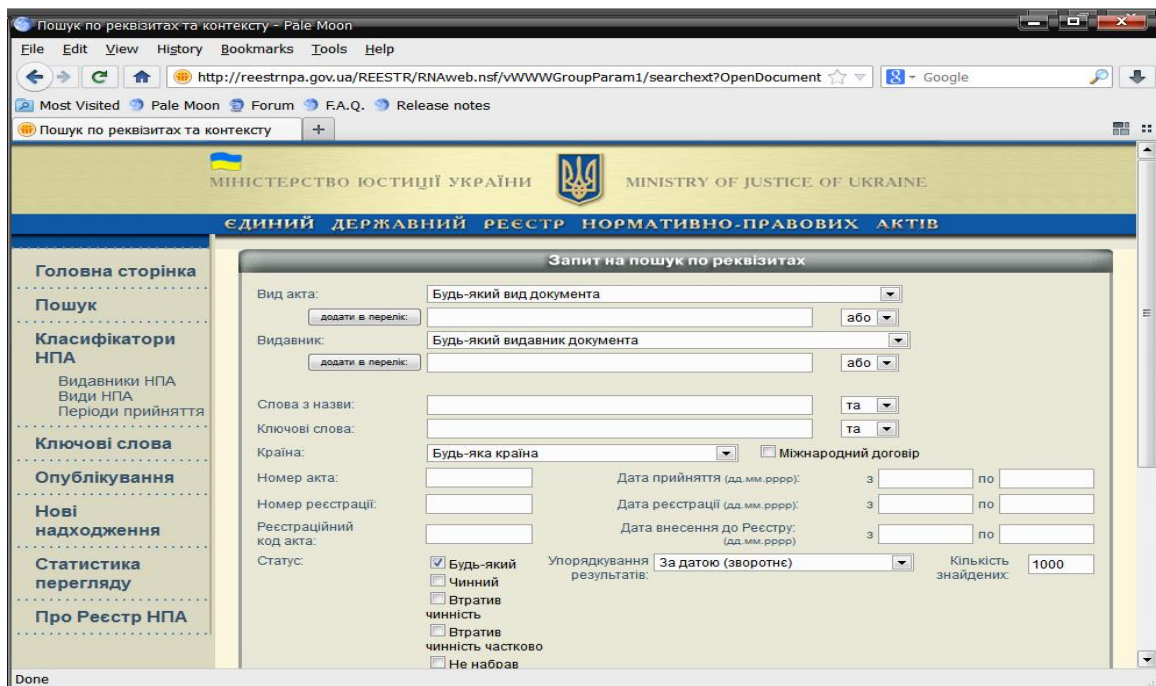 Пошук по реквізитах та контексту - Pale Moon
File Edit View History Bookmarks Tools Help
http://reestrnpa.gov.ua/REESTR/RNAweb.nsf/vWWWGroupParam1/searchext?OpenDocument Google
Most Visited Pale Moon Forum F.A.Q. Release notes
Пошук по реквізитах та контексту
МІНІСТЕРСТВО ЮСТИЦІЇ УКРАЇНИ MINISTRY OF JUSTICE OF UKRAINE
ЄДИНИЙ ДЕРЖАВНИЙ РЕЄСТР НОРМАТИВНО-ПРАВОВИХ АКТІВ
Головна сторінка
Пошук
Класифікатори
НПА
Видавники НПА
Види НПА
Періоди прийняття
Ключові слова
Опублікування
Нові
надходження
Статистика
перегляду
Про Реєстр НПА
Запит на пошук по реквізитах
Вид акта: Будь-який вид документа
додати в перелік: або
Видавник: Будь-який видавник документа
додати в перелік: або
Слова з назви: та
Ключові слова: та
Країна: Будь-яка країна Міжнародний договір
Номер акта: Дата прийняття (дд.мм.рррр): з по
Номер реєстрації: Дата реєстрації (дд.мм.рррр): з по
Реєстраційний
код акта: Дата внесення до Реєстру:
(дд.мм.рррр) з по
Статус: Будь-який Упорядкування
результатів: За датою (зворотнє) Кількість
знайдених: 1000
Чинний
Втратив
чинність
Втратив
чинність частково
Не набрав
Done